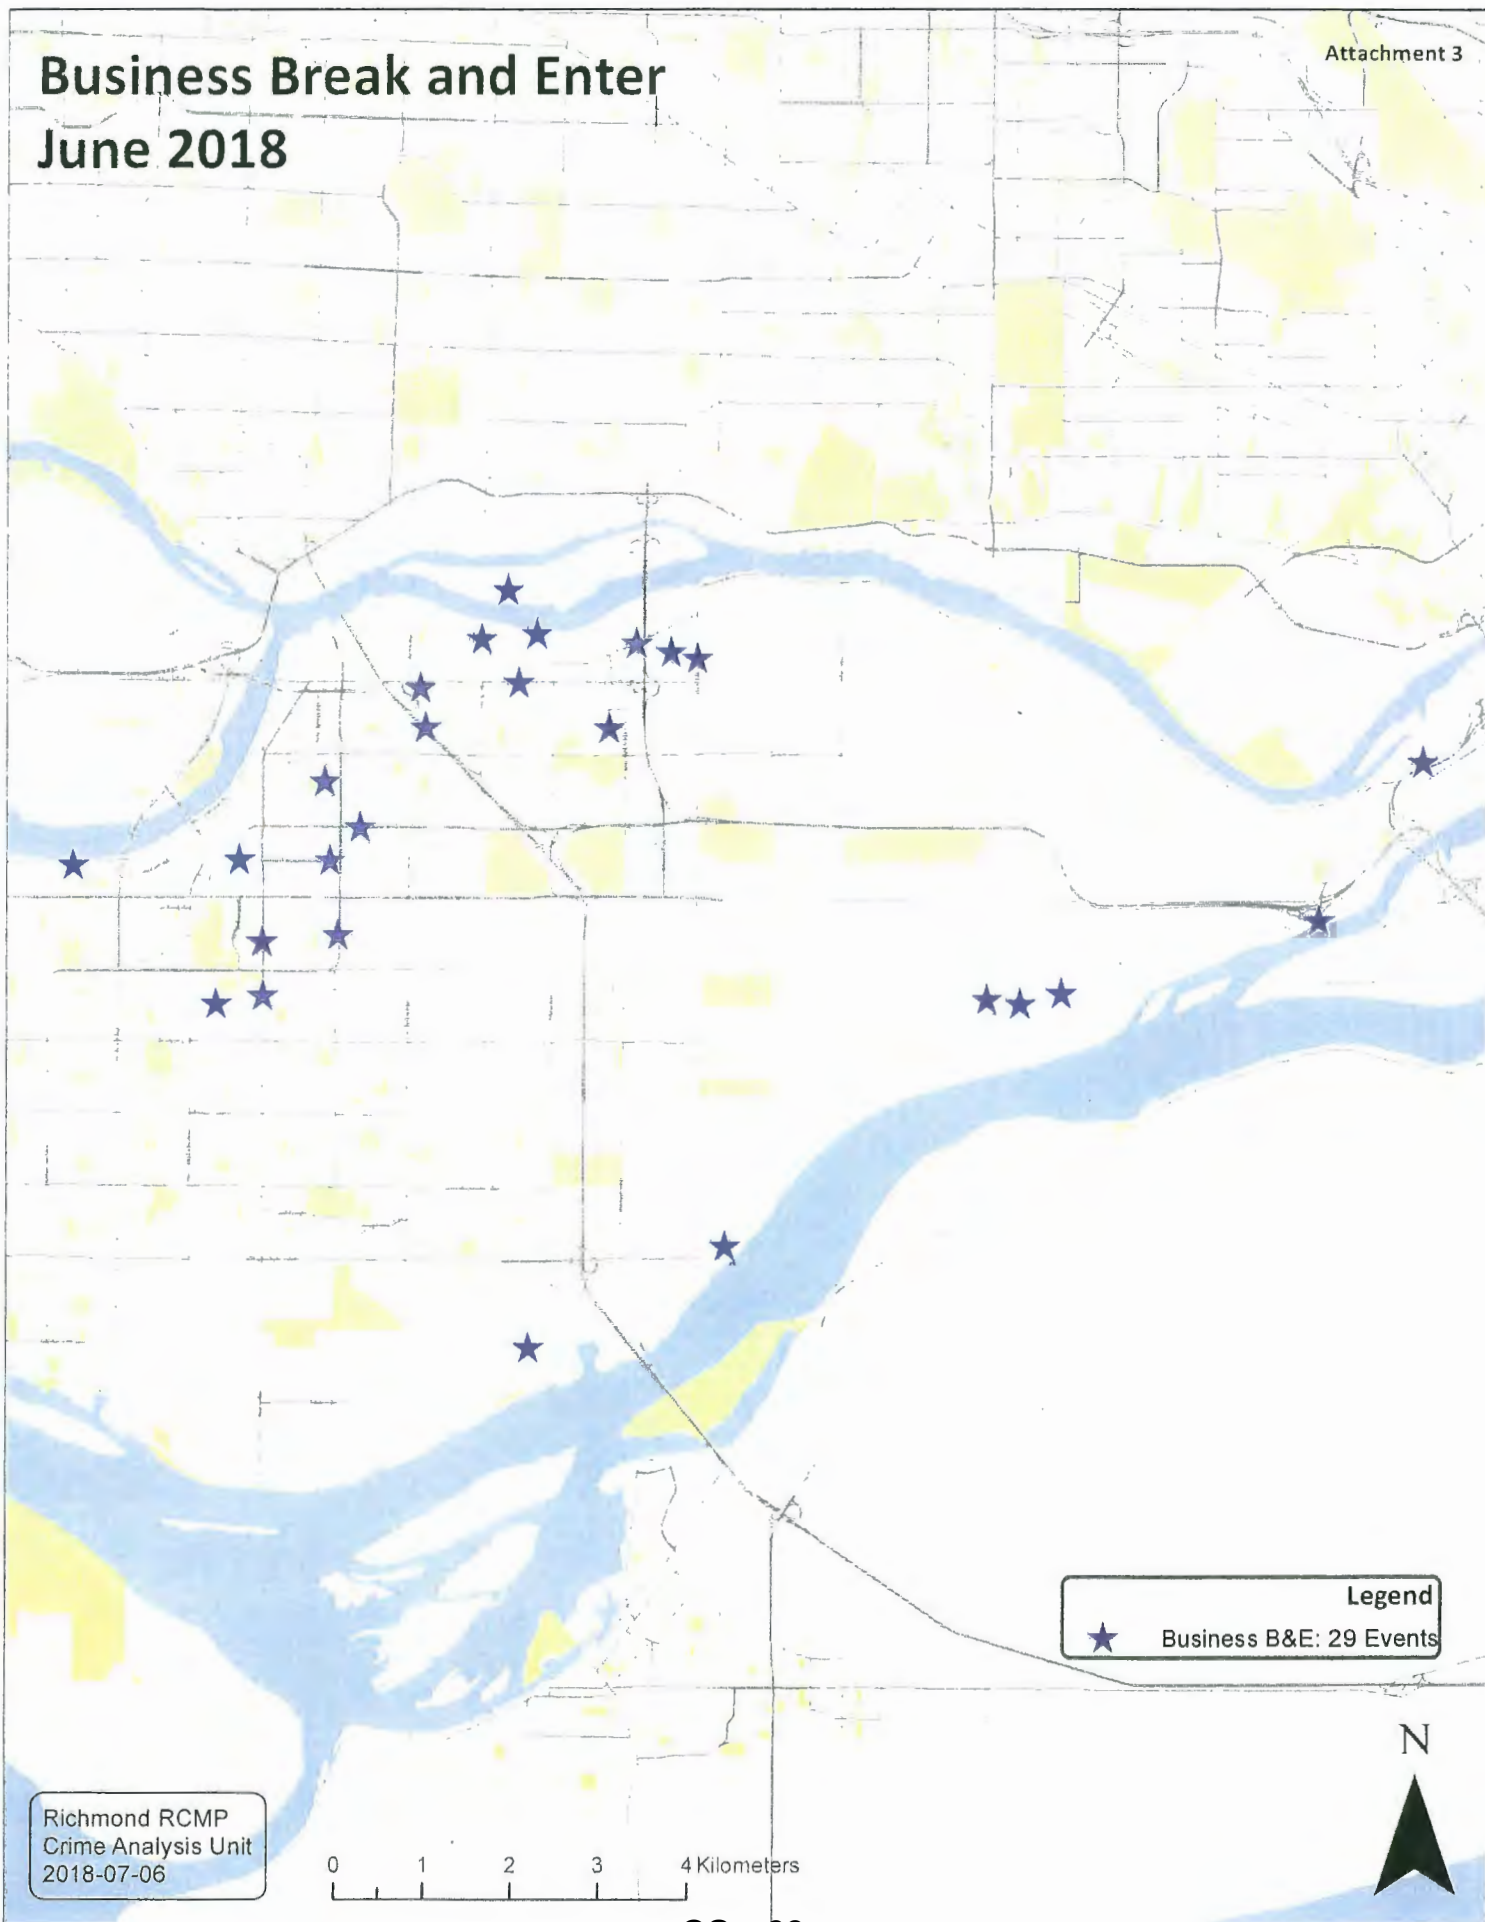 Attachment 3
Business Break and Enter
June 2018
Legend
Business B&E: 29 Events
N
Richmond RCMP
Crime Analysis Unit
2018-07-06
0 1 2 3 4 Kilometers